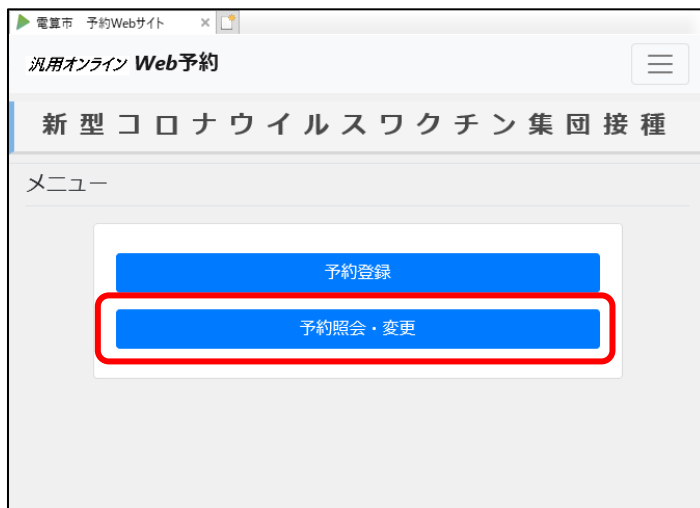 電算市 予約Webサイト
汎用オンライン Web予約
新型コロナウイルスワクチン集団接種
メニュー
予約登録
予約照会・変更